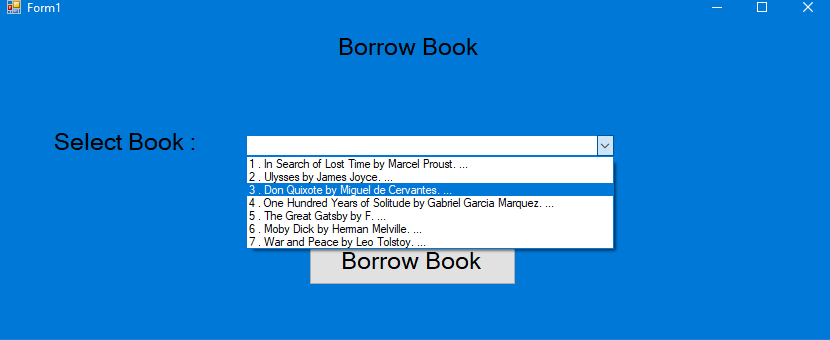 Form1
Borrow Book
Select Book :
1 . In Search of Lost Time by Marcel Proust. ...
2 . Ulysses by James Joyce. ...
3 . Don Quixote by Miguel de Cervantes. ...
4 . One Hundred Years of Solitude by Gabriel Garcia Marquez. ...
5 . The Great Gatsby by F. ...
6 . Moby Dick by Herman Melville. ...
7 . War and Peace by Leo Tolstoy. ...
Borrow Book